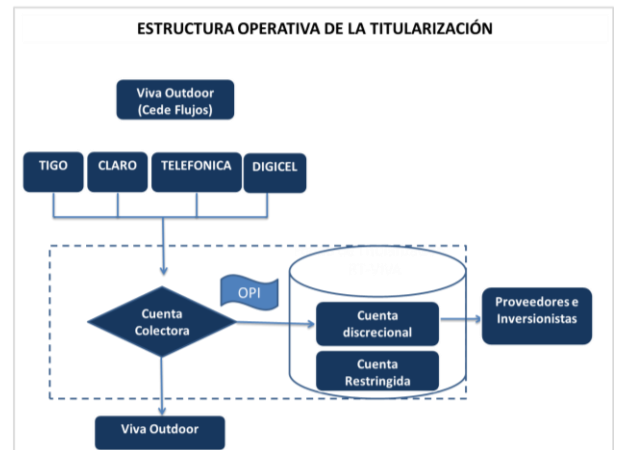 ESTRUCTURA OPERATIVA DE LA TITULARIZACIÓN
Viva Outdoor
(Cede Flujos)
TIGO
CLARO
TELEFONICA
DIGICEL
OPI
Cuenta
Colectora
Cuenta
discrecional
Proveedores e
Inversionistas
Cuenta
Restringida
Viva Outdoor